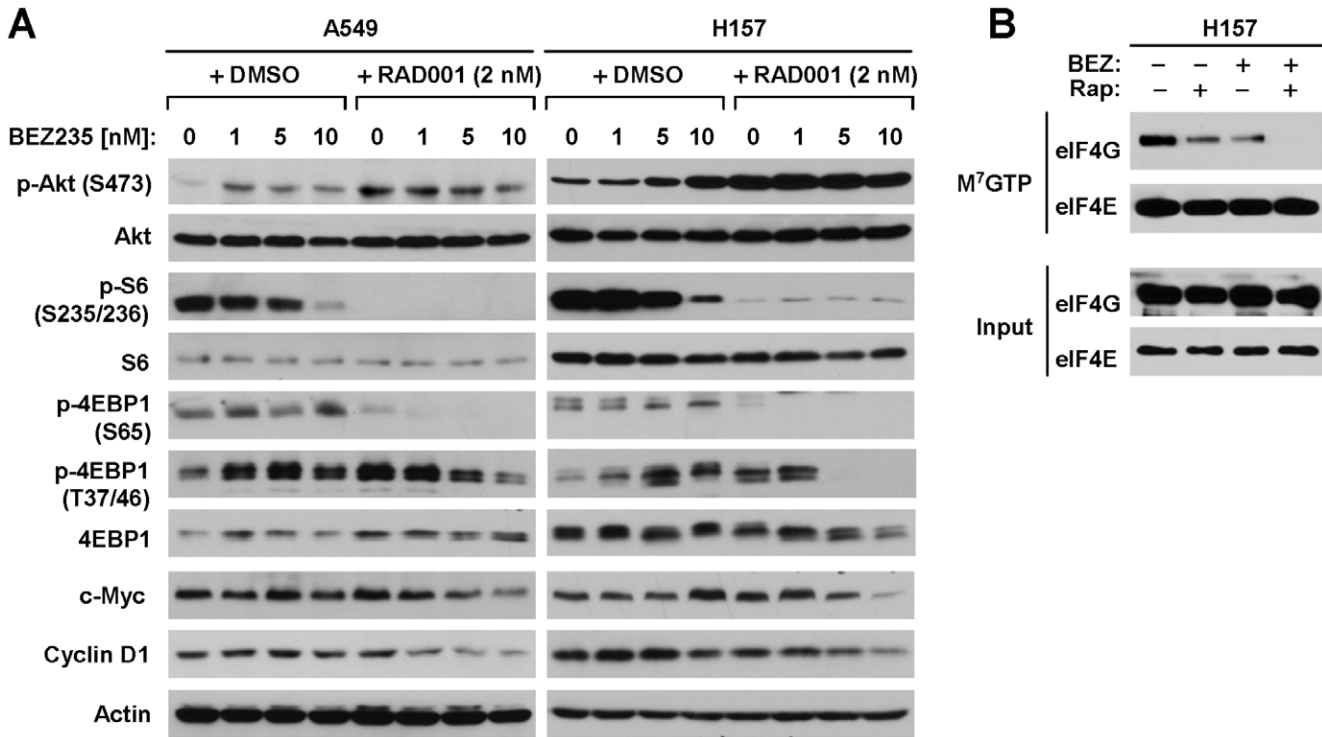 A
B
A549 H157
H157
+ DMSO + RAD001 (2 nM) + DMSO + RAD001 (2 nM)
BEZ: – – + +
Rap: – + – +
BEZ235 [nM]: 0 1 5 10 0 1 5 10 0 1 5 10 0 1 5 10
p-Akt (S473)
Akt
p-S6
(S235/236)
S6
p-4EBP1
(S65)
p-4EBP1
(T37/46)
4EBP1
c-Myc
Cyclin D1
Actin
M⁷GTP
eIF4G
eIF4E
Input
eIF4G
eIF4E